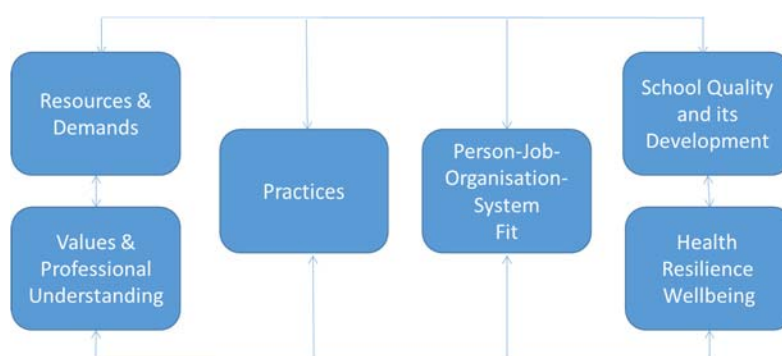 Resources &
Demands
Values &
Professional
Understanding
Practices
Person-Job-
Organisation-
System
Fit
School Quality
and its
Development
Health
Resilience
Wellbeing